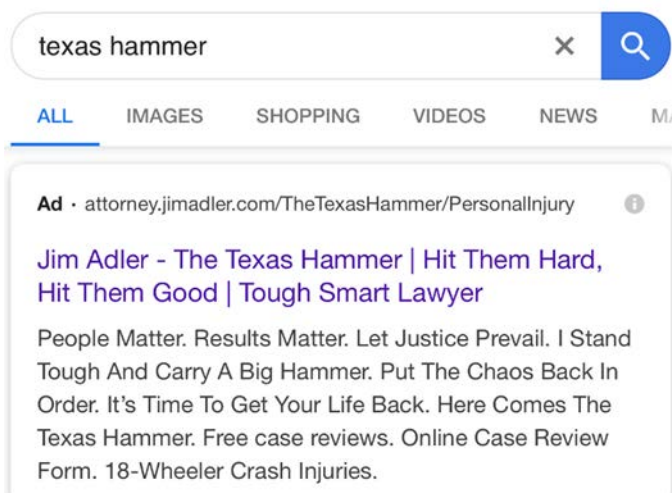 texas hammer
ALL IMAGES SHOPPING VIDEOS NEWS
Ad · attorney.jimadler.com/TheTexasHammer/PersonalInjury
Jim Adler - The Texas Hammer | Hit Them Hard,
Hit Them Good | Tough Smart Lawyer
People Matter. Results Matter. Let Justice Prevail. I Stand
Tough And Carry A Big Hammer. Put The Chaos Back In
Order. It's Time To Get Your Life Back. Here Comes The
Texas Hammer. Free case reviews. Online Case Review
Form. 18-Wheeler Crash Injuries.